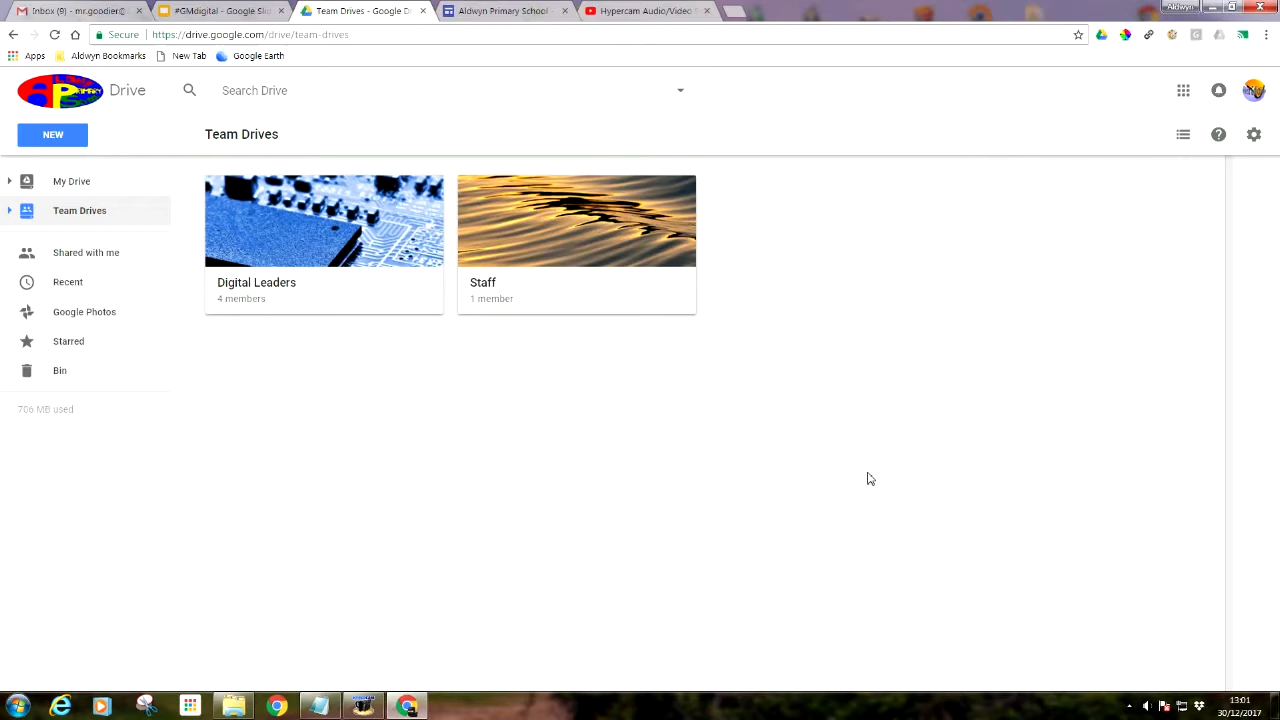 Inbox (9) - mr.goodier@
#GMdigital - Google Sli
Team Drives - Google D
Aldwyn Primary School -
Hypercam Audio/Video S
Aldwyn
Secure
https://drive.google.com/drive/team-drives
Apps
Aldwyn Bookmarks
New Tab
Google Earth
Drive
Search Drive
NEW
Team Drives
My Drive
Team Drives
Shared with me
Recent
Google Photos
Starred
Bin
706 MB used
Digital Leaders
4 members
Staff
1 member
13:01
30/12/2017